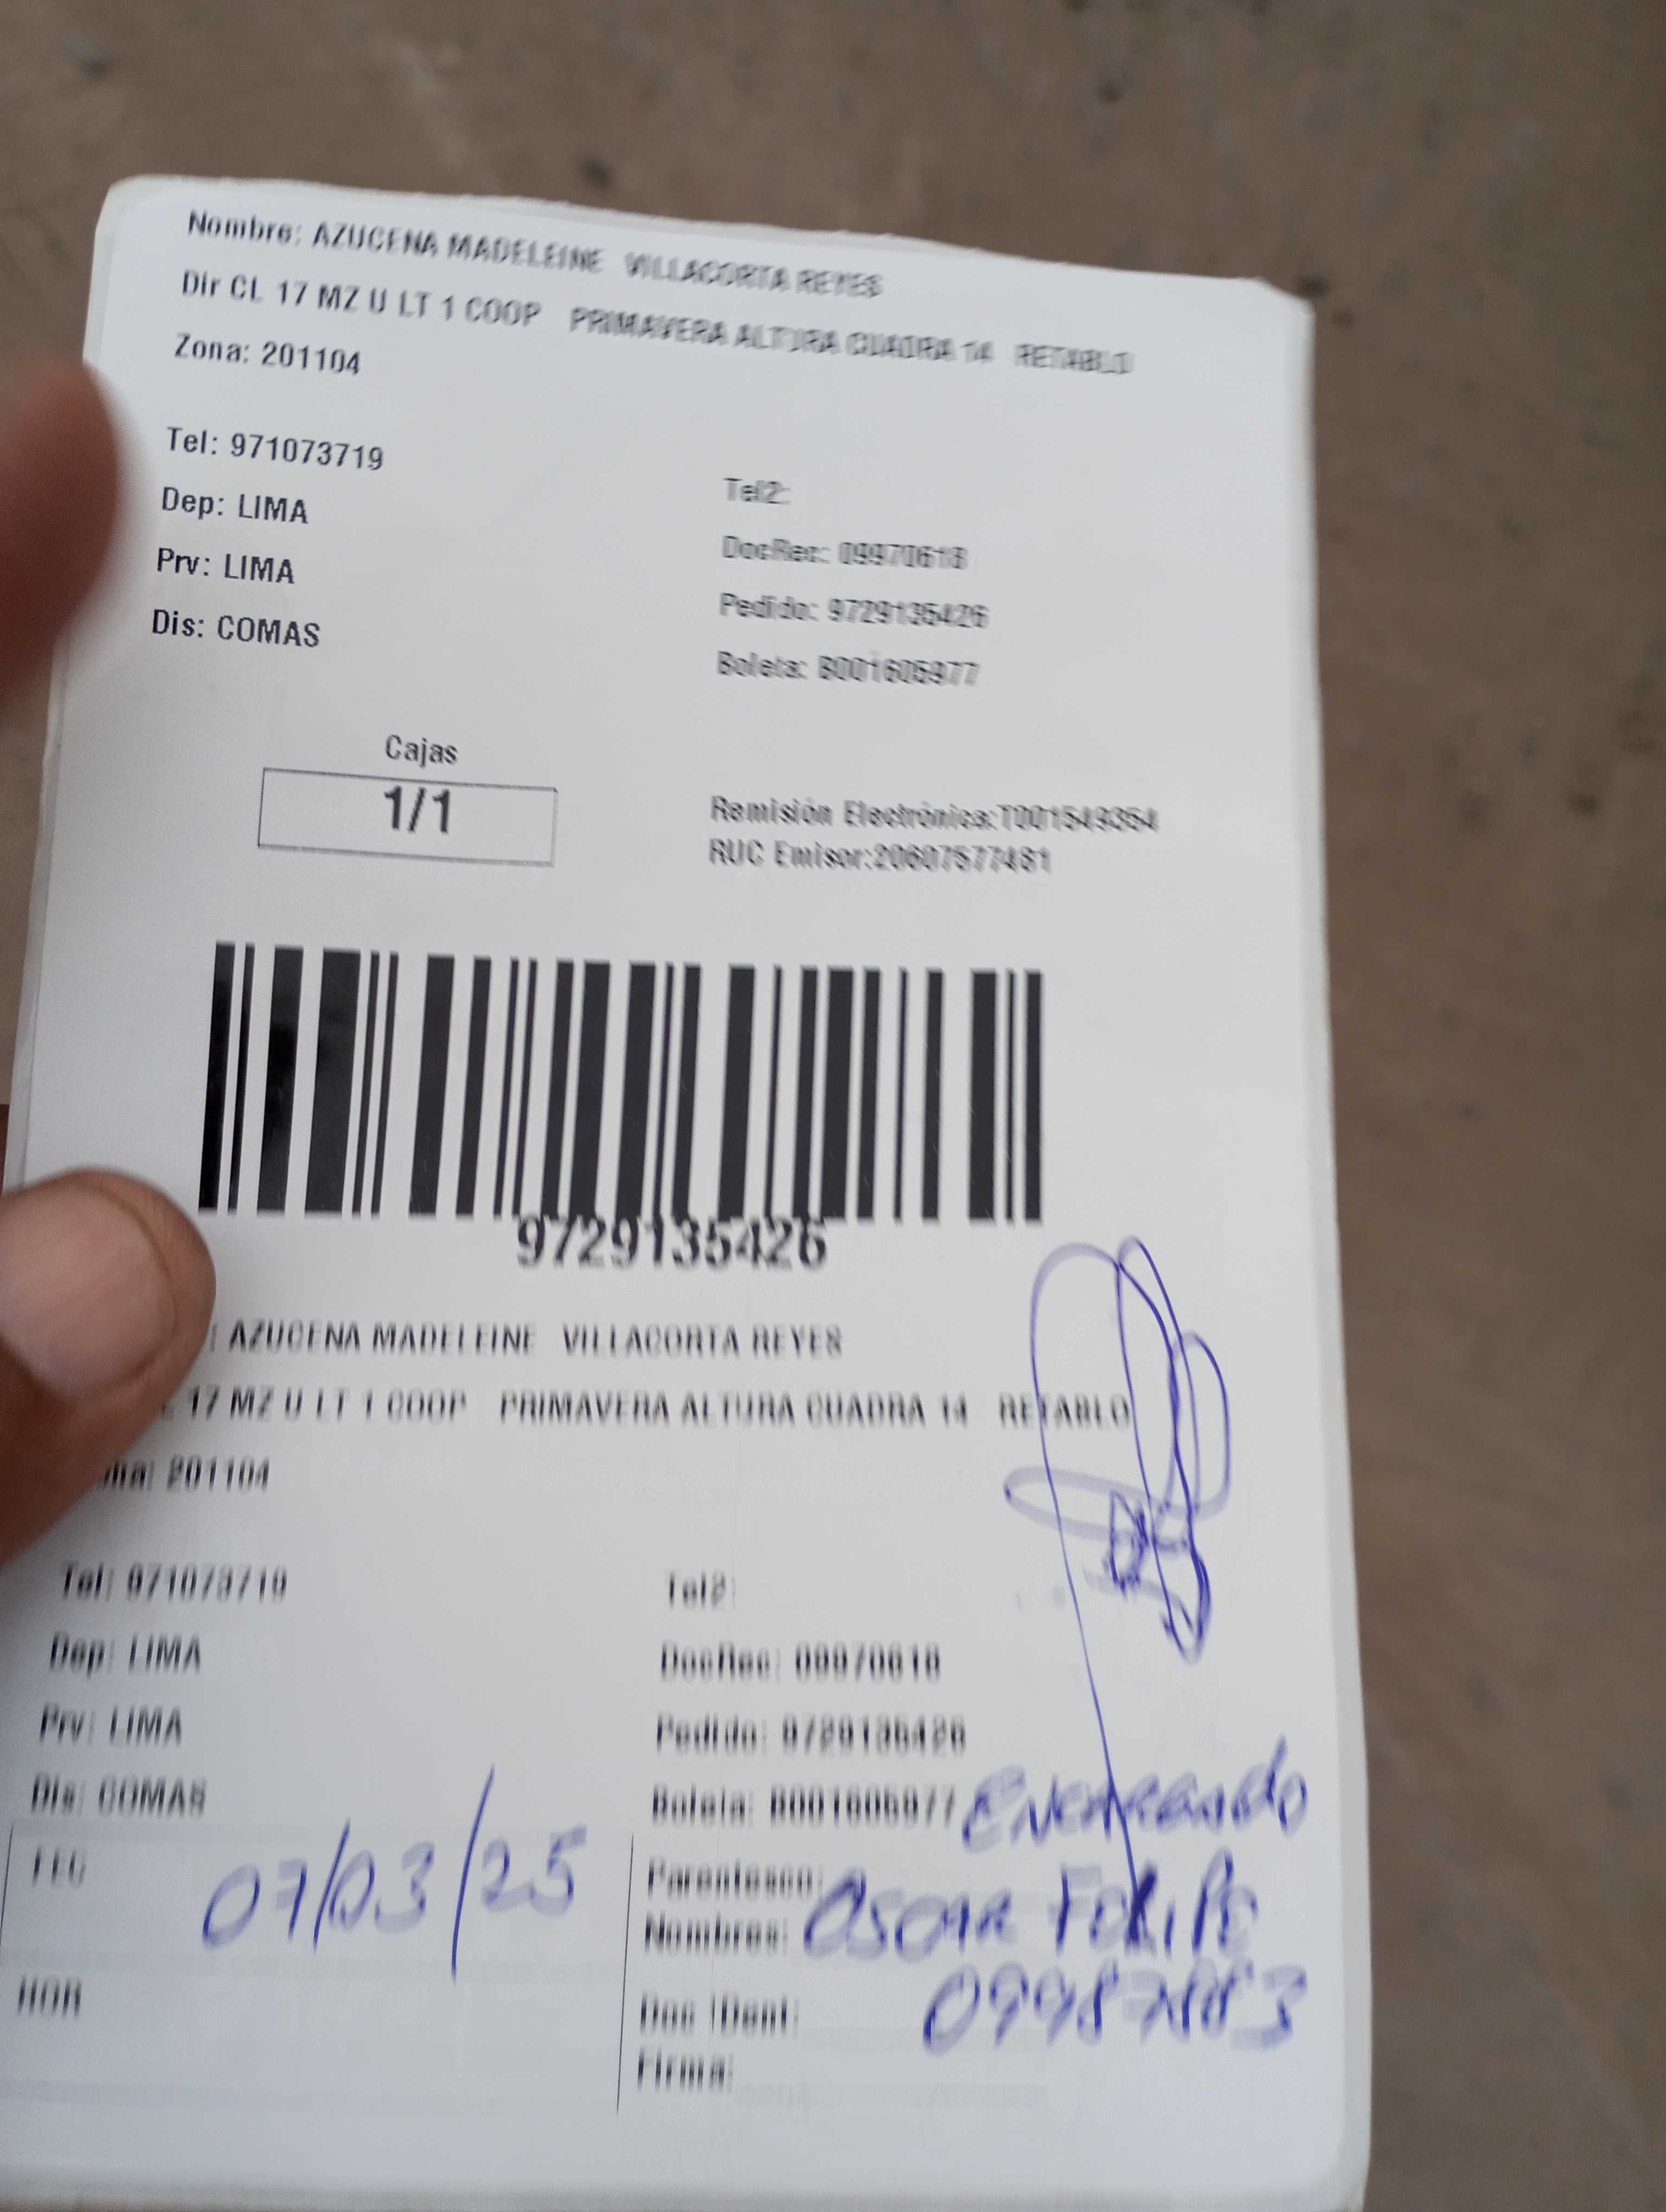 Nombre: AZUCENA MADELEINE VILLACORTA REYES
Dir CL 17 MZ U LT 1 COOP PRIMAVERA ALTURA CUADRA 14 RETABLO
Zona: 201104
Tel: 971073719
Tel2:
Dep: LIMA
DocRec: 09970618
Prv: LIMA
Pedido: 9729135426
Dis: COMAS
Boleta: B001605977
Cajas
1/1
Remisión Electrónica:T001549354
RUC Emisor:20607577481
9729135426
: AZUCENA MADELEINE VILLACORTA REYES
17 MZ U LT 1 COOP PRIMAVERA ALTURA CUADRA 14 RETABLO
na: 201104
Tel: 971073719
Tel2:
Dep: LIMA
DocRec: 09970618
Prv: LIMA
Pedido: 9729135426
Dis: COMAS
Boleta: B001605977
FEC 07/03/25
Parentesco:
Nombres: Oscar Felipe
HOR
Doc IDent:
Firma: